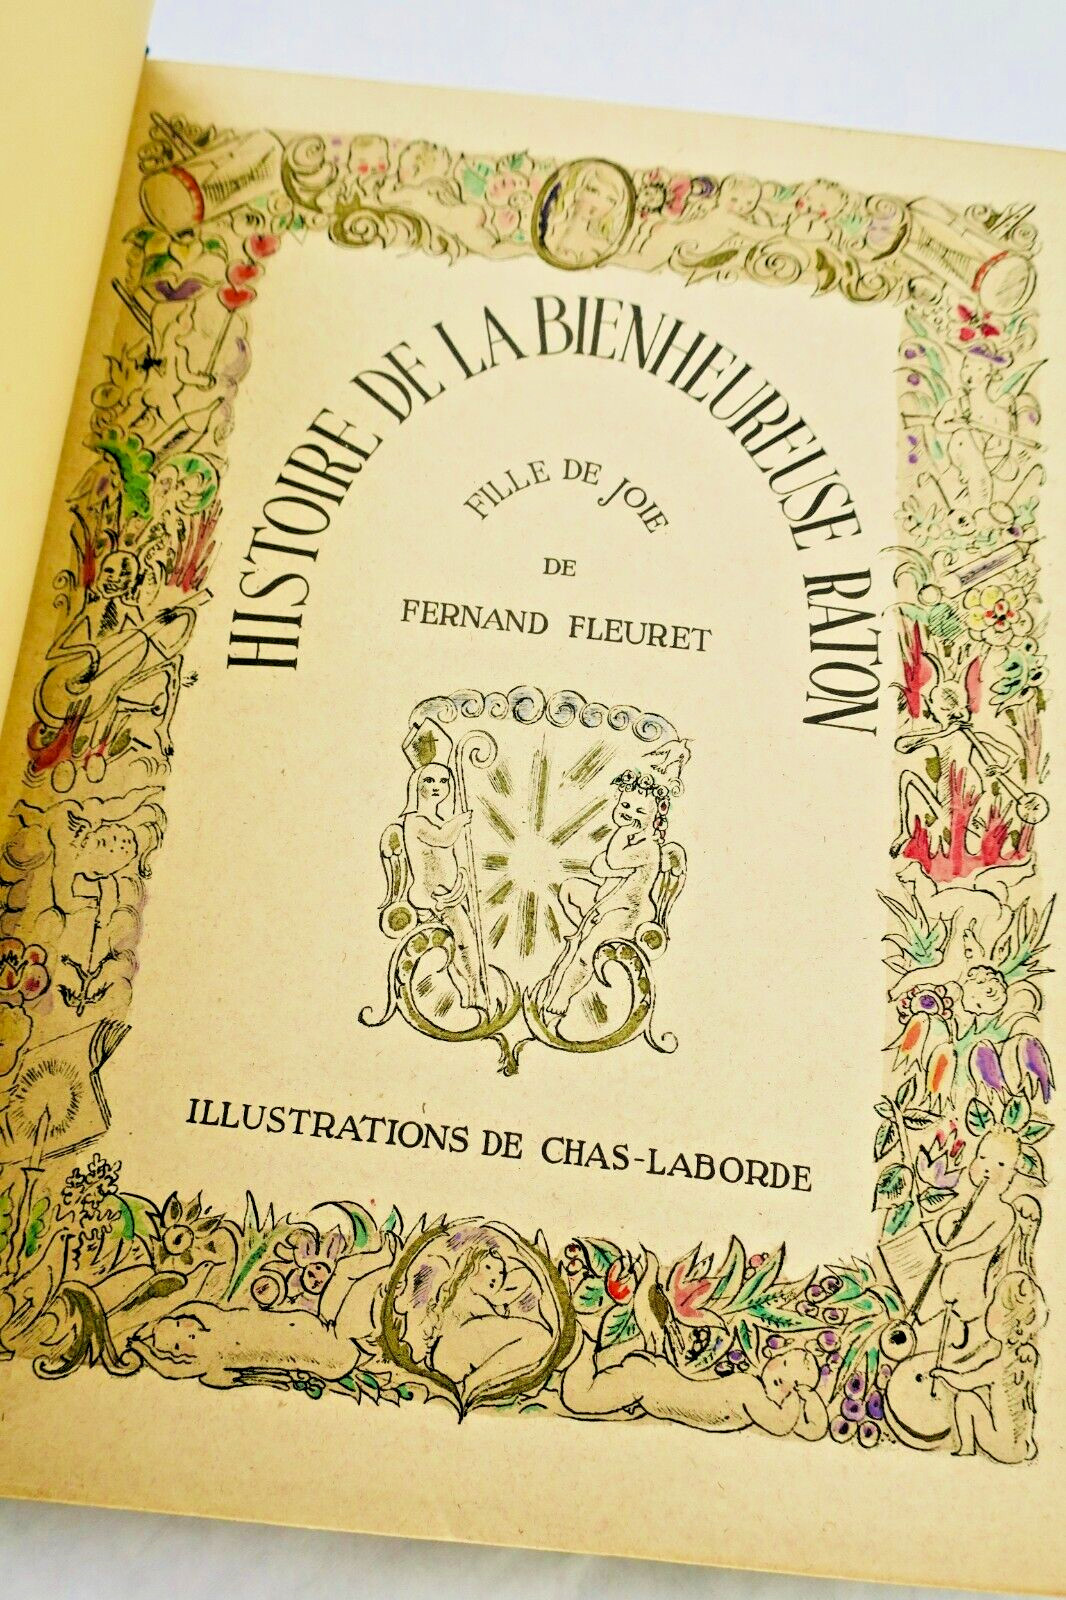 HISTOIRE DE LA BIENHEUREUSE RATON
FILLE DE JOIE
DE
FERNAND FLEURET
ILLUSTRATIONS DE CHAS-LABORDE